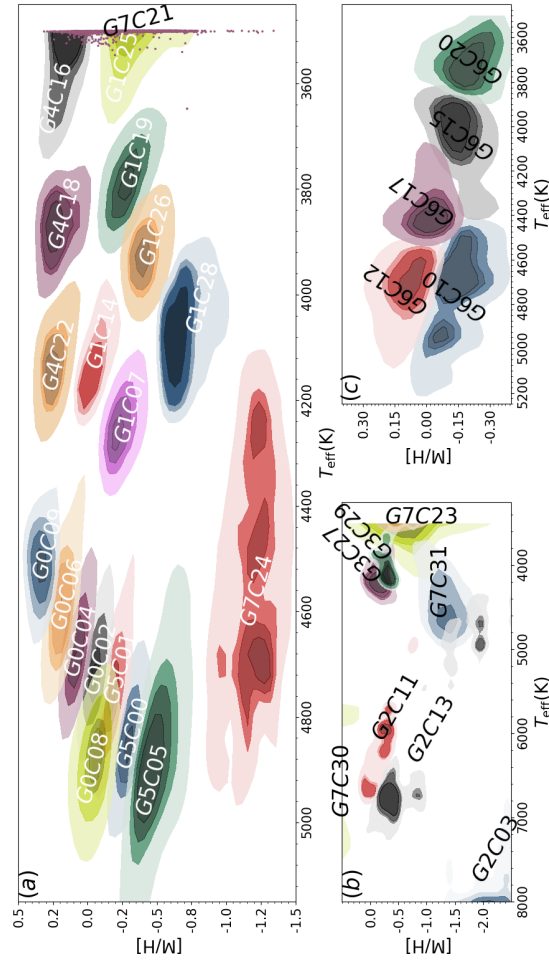 (a)
[M/H]
0.5
0.2
0.0
−0.2
−0.5
−1.0
−1.2
−1.5
G0C09
G0C06
G0C04
G0C02
G0C08
G5C01
G5C00
G5C05
G4C22
G4C18
G4C16
G1C14
G1C07
G1C19
G1C26
G1C28
G1C25
G7C21
G7C24
5000 4800 4600 4400 4200 4000 3800 3600
Teff(K)
(b)
[M/H]
0.0
−0.5
−1.0
−1.5
−2.0
G7C30
G2C11
G2C13
G2C03
G3C27
G3C29
G7C23
G7C31
8000 7000 6000 5000 4000
Teff(K)
(c)
[M/H]
0.30
0.15
0.00
−0.15
−0.30
G6C12
G6C10
G6C17
G6C15
G6C20
5200 5000 4800 4600 4400 4200 4000 3800 3600
Teff(K)